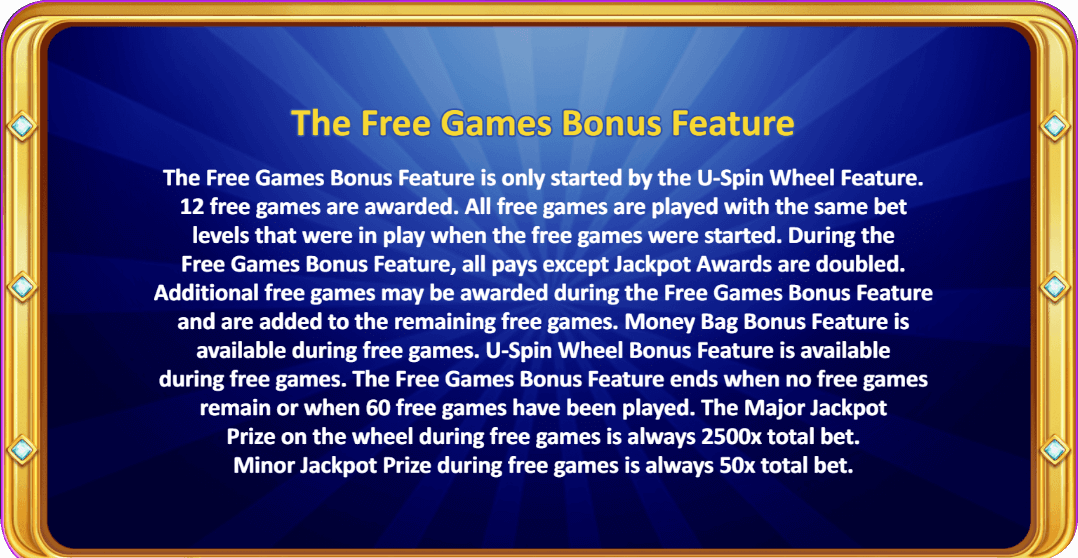 The Free Games Bonus Feature
The Free Games Bonus Feature is only started by the U-Spin Wheel Feature.
12 free games are awarded. All free games are played with the same bet
levels that were in play when the free games were started. During the
Free Games Bonus Feature, all pays except Jackpot Awards are doubled.
Additional free games may be awarded during the Free Games Bonus Feature
and are added to the remaining free games. Money Bag Bonus Feature is
available during free games. U-Spin Wheel Bonus Feature is available
during free games. The Free Games Bonus Feature ends when no free games
remain or when 60 free games have been played. The Major Jackpot
Prize on the wheel during free games is always 2500x total bet.
Minor Jackpot Prize during free games is always 50x total bet.